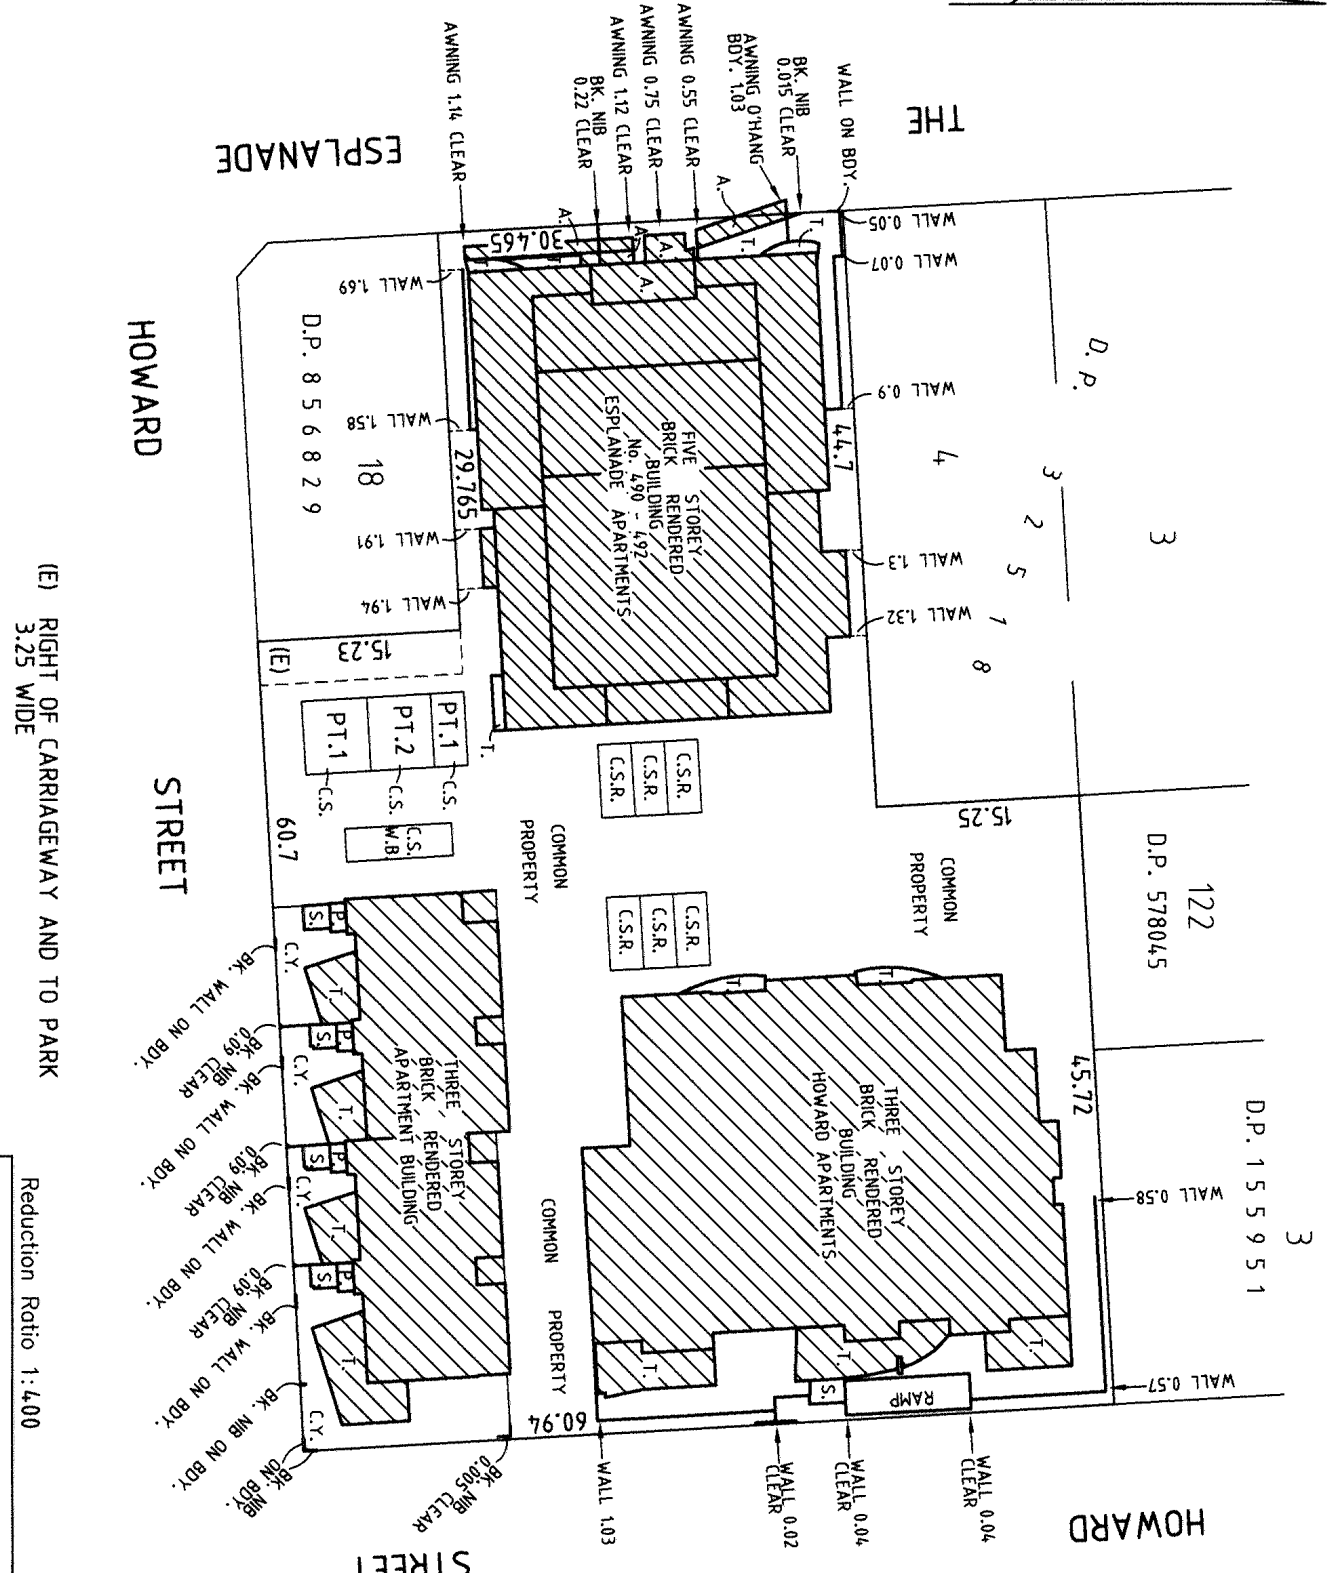 THE
ESPLANADE
HOWARD
STREET
HOWARD
STREET
AWNING 1.14 CLEAR
BK. NIB
0.22 CLEAR
AWNING 1.12 CLEAR
AWNING 0.75 CLEAR
AWNING 0.55 CLEAR
AWNING O'HANG
BDY. 1.03
BK. NIB
0.015 CLEAR
WALL ON BDY.
WALL 0.05
WALL 0.07
WALL 0.9
WALL 1.3
WALL 1.32
WALL 1.69
WALL 1.58
WALL 1.91
WALL 1.94
30.465
44.7
29.765
15.23
15.25
60.7
45.72
60.94
A.
A.
A.
A.
A.
T.
T.
T.
T.
T.
D.P. 856829
18
D.P. 432518
3
3
122
D.P. 578045
D.P. 155951
3
FIVE STOREY
BRICK RENDERED
BUILDING
No. 490 - 492
ESPLANADE APARTMENTS
(E)
PT.1
PT.2
PT.1
C.S.
C.S.
C.S.
C.S.
W.B.
C.S.R.
C.S.R.
C.S.R.
C.S.R.
C.S.R.
C.S.R.
COMMON
PROPERTY
COMMON
PROPERTY
COMMON
PROPERTY
THREE STOREY
BRICK RENDERED
APARTMENT BUILDING
THREE STOREY
BRICK RENDERED
BUILDING
HOWARD APARTMENTS
S.
P.
C.Y.
T.
S.
P.
C.Y.
T.
S.
P.
C.Y.
T.
S.
P.
C.Y.
T.
T.
T.
T.
T.
T.
S.
RAMP
BK. WALL ON BDY.
BK. NIB
0.09 CLEAR
BK. WALL ON BDY.
BK. NIB
0.09 CLEAR
BK. WALL ON BDY.
BK. NIB
0.09 CLEAR
BK. WALL ON BDY.
BK. NIB ON BDY.
BK. NIB
ON BDY.
BK. NIB
0.005 CLEAR
WALL 1.03
WALL 0.02
CLEAR
WALL 0.04
CLEAR
WALL 0.04
CLEAR
WALL 0.58
WALL 0.57
(E) RIGHT OF CARRIAGEWAY AND TO PARK
3.25 WIDE
Reduction Ratio 1:400